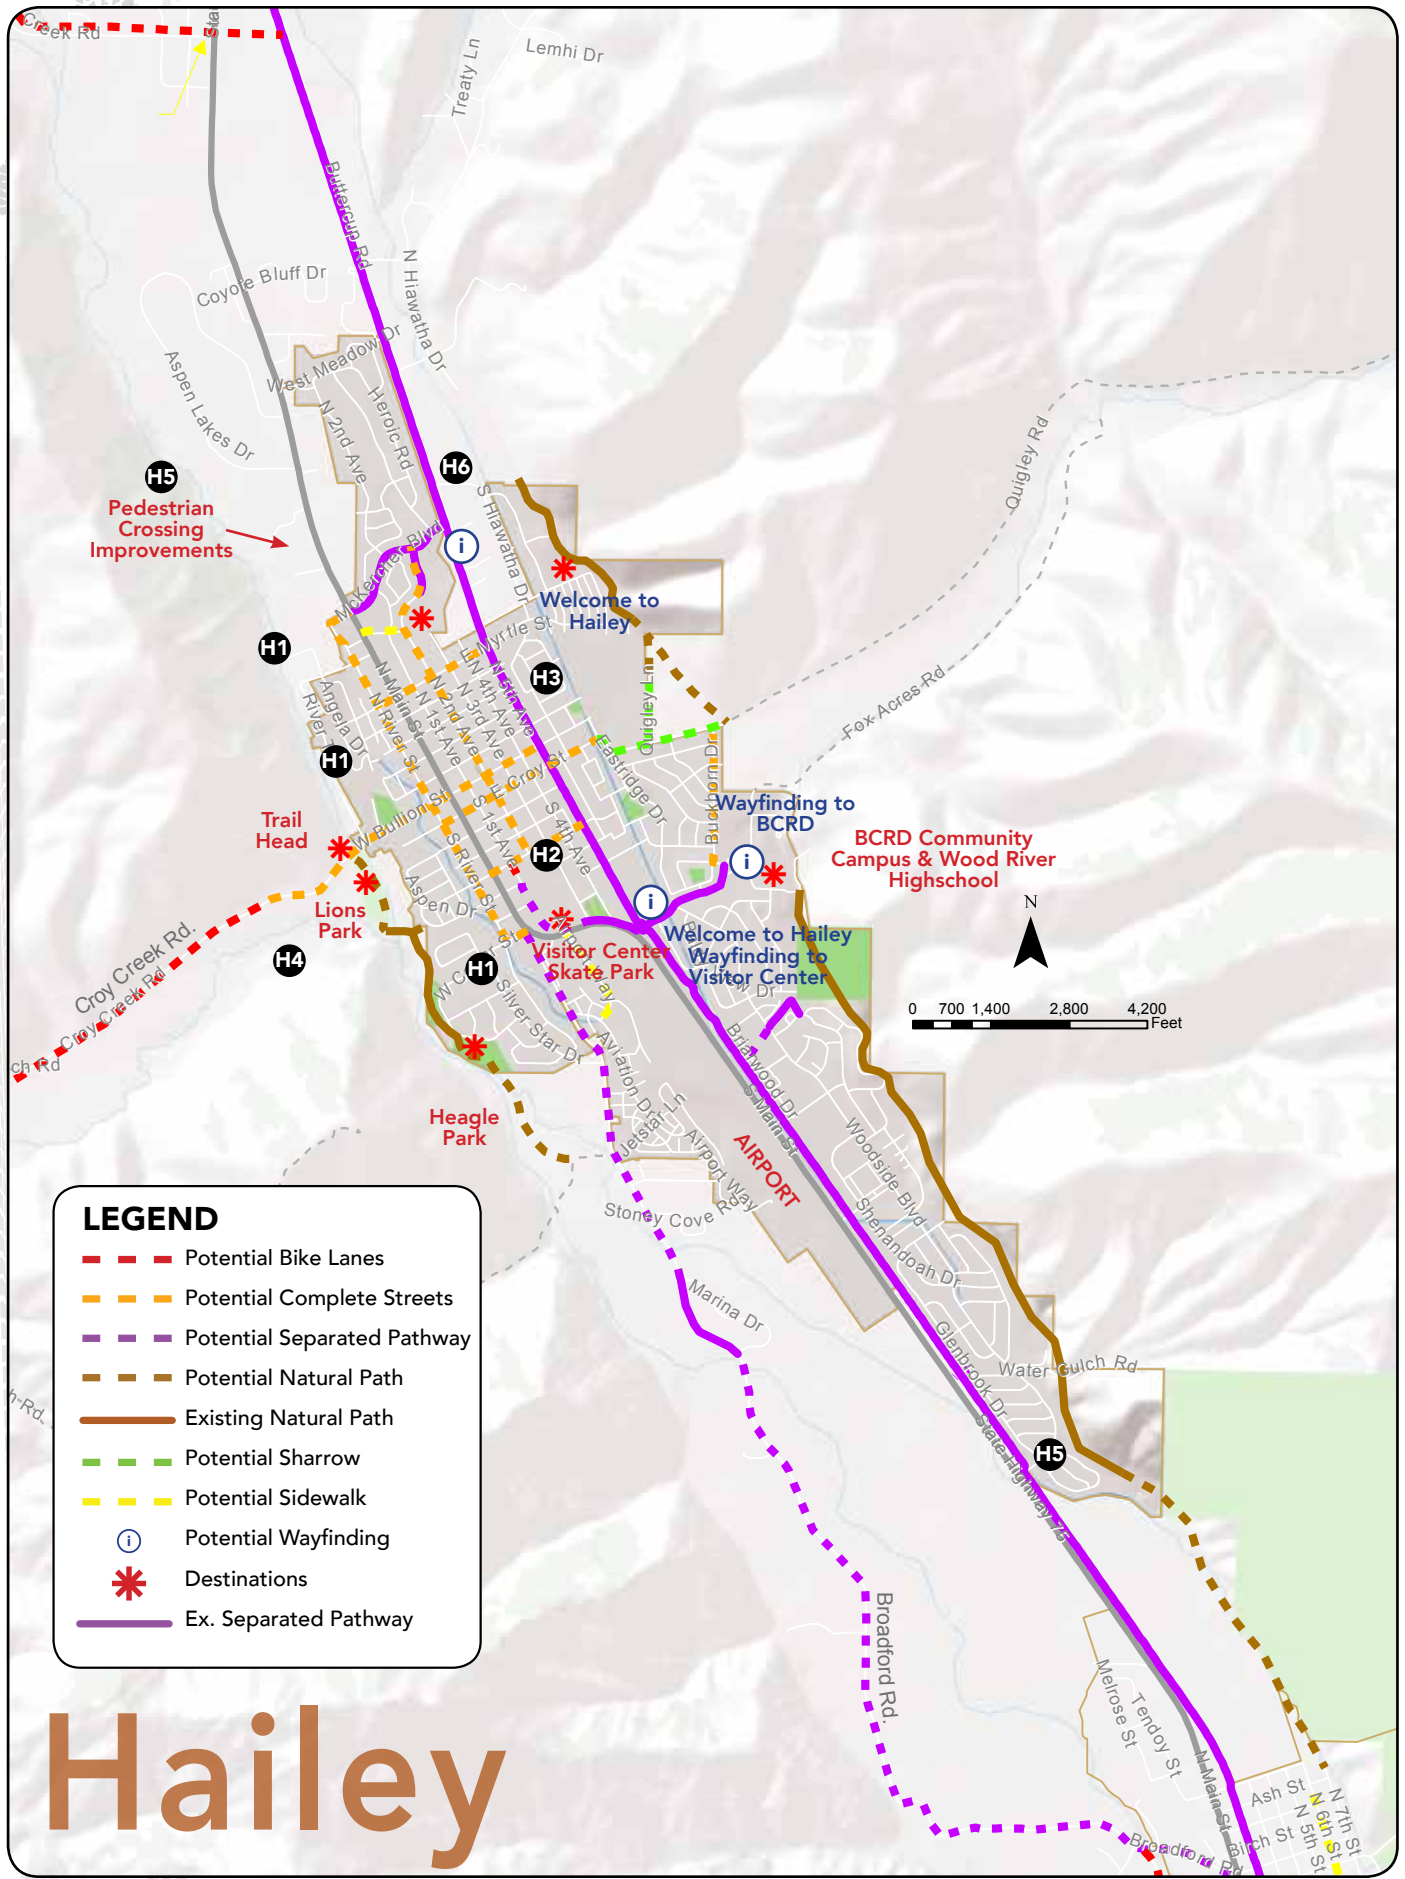 Creek Rd
Sta
Treaty Ln
Lemhi Dr
Buttercup Rd
N Hiawatha Dr
Coyote Bluff Dr
West Meadow Dr
Aspen Lakes Dr
N 2nd Ave
Heroic Rd
Quigley Rd
H5
Pedestrian
Crossing
Improvements
H6
S Hiawatha Dr
i
McKercher Blvd
Welcome to
Hailey
Myrtle St
H1
H3
Angela Dr
River
N River St
N Main St
N 1st Ave
N 2nd Ave
N 3rd Ave
EN 4th Ave
N 5th Ave
Quigley Ln
Fox Acres Rd
H1
E Croy St
Eastridge Dr
Buckhorn Dr
W Bullion St
S 1st Ave
S 4th Ave
S River St
Trail
Head
H2
Wayfinding to
BCRD
i
BCRD Community
Campus & Wood River
Highschool
Aspen Dr
Lions
Park
i
N
Croy Creek Rd.
Croy Creek Rd
ch Rd
H4
H1
Visitor Center
Skate Park
Airport Way
Welcome to Hailey
Wayfinding to
Visitor Center
Silver Star Dr
0 700 1,400 2,800 4,200
Feet
Aviation Dr
Briarwood Dr
S Main St
Heagle
Park
Jetstar Ln
Airport Way
AIRPORT
Woodside Blvd
Stoney Cove Rd
Shenandoah Dr
Marina Dr
Glenbrook Dr
Water Gulch Rd
State Highway 75
H5
h-Rd.
LEGEND
Potential Bike Lanes
Potential Complete Streets
Potential Separated Pathway
Potential Natural Path
Existing Natural Path
Potential Sharrow
Potential Sidewalk
i Potential Wayfinding
Destinations
Ex. Separated Pathway
Broadford Rd.
Melrose St
Tendoy St
N Main St
Ash St
Birch St
N 5th St
N 6th St
N 7th St
Broadford Rd
Hailey